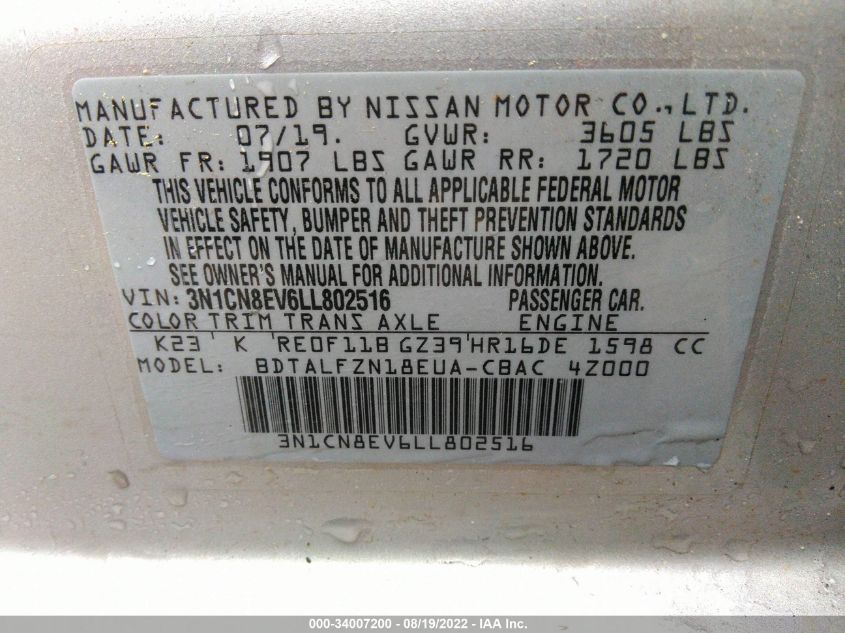 MANUFACTURED BY NISSAN MOTOR CO., LTD.
DATE: 07/19. GVWR: 3605 LBS
GAWR FR: 1907 LBS GAWR RR: 1720 LBS
THIS VEHICLE CONFORMS TO ALL APPLICABLE FEDERAL MOTOR
VEHICLE SAFETY, BUMPER AND THEFT PREVENTION STANDARDS
IN EFFECT ON THE DATE OF MANUFACTURE SHOWN ABOVE.
SEE OWNER'S MANUAL FOR ADDITIONAL INFORMATION.
VIN: 3N1CN8EV6LL802516 PASSENGER CAR.
COLOR TRIM TRANS AXLE ENGINE
K23 ' K ' RE0F11B GZ39 ' HR16DE 1598 CC
MODEL: BDTALFZN18EUA-CBAC 4Z000
3N1CN8EV6LL802516
000-34007200 - 08/19/2022 - IAA Inc.